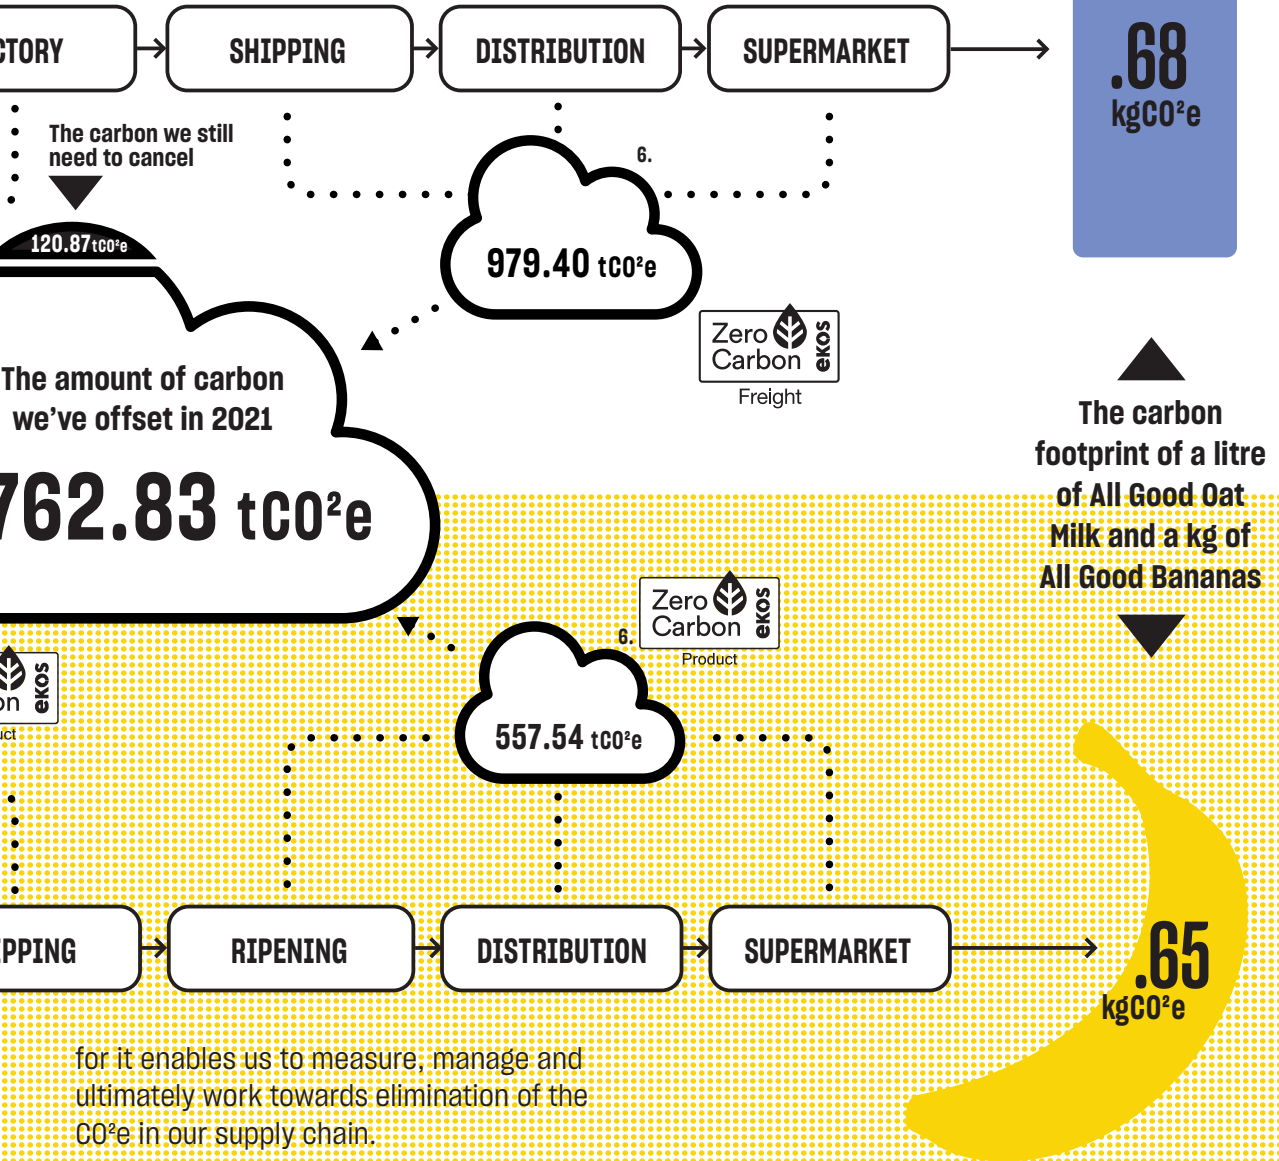 CTORY
SHIPPING
DISTRIBUTION
SUPERMARKET
.68
kgCO²e
The carbon we still
need to cancel
6.
120.87tCO²e
979.40 tCO²e
Zero
Carbon
ekos
Freight
The amount of carbon
we've offset in 2021
762.83 tCO²e
The carbon
footprint of a litre
of All Good Oat
Milk and a kg of
All Good Bananas
Zero
Carbon
ekos
Product
6.
on
ekos
uct
557.54 tCO²e
PPING
RIPENING
DISTRIBUTION
SUPERMARKET
.65
kgCO²e
for it enables us to measure, manage and
ultimately work towards elimination of the
CO²e in our supply chain.